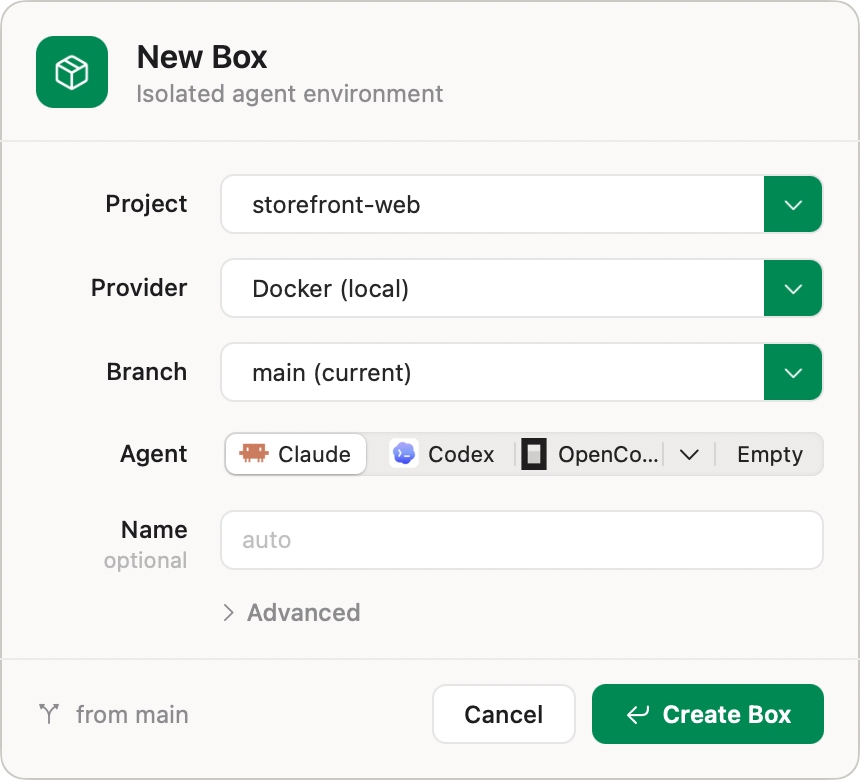 New Box
Isolated agent environment
Project
storefront-web
Provider
Docker (local)
Branch
main (current)
Agent
Claude
Codex
OpenCo...
Empty
Name
optional
auto
Advanced
from main
Cancel
Create Box